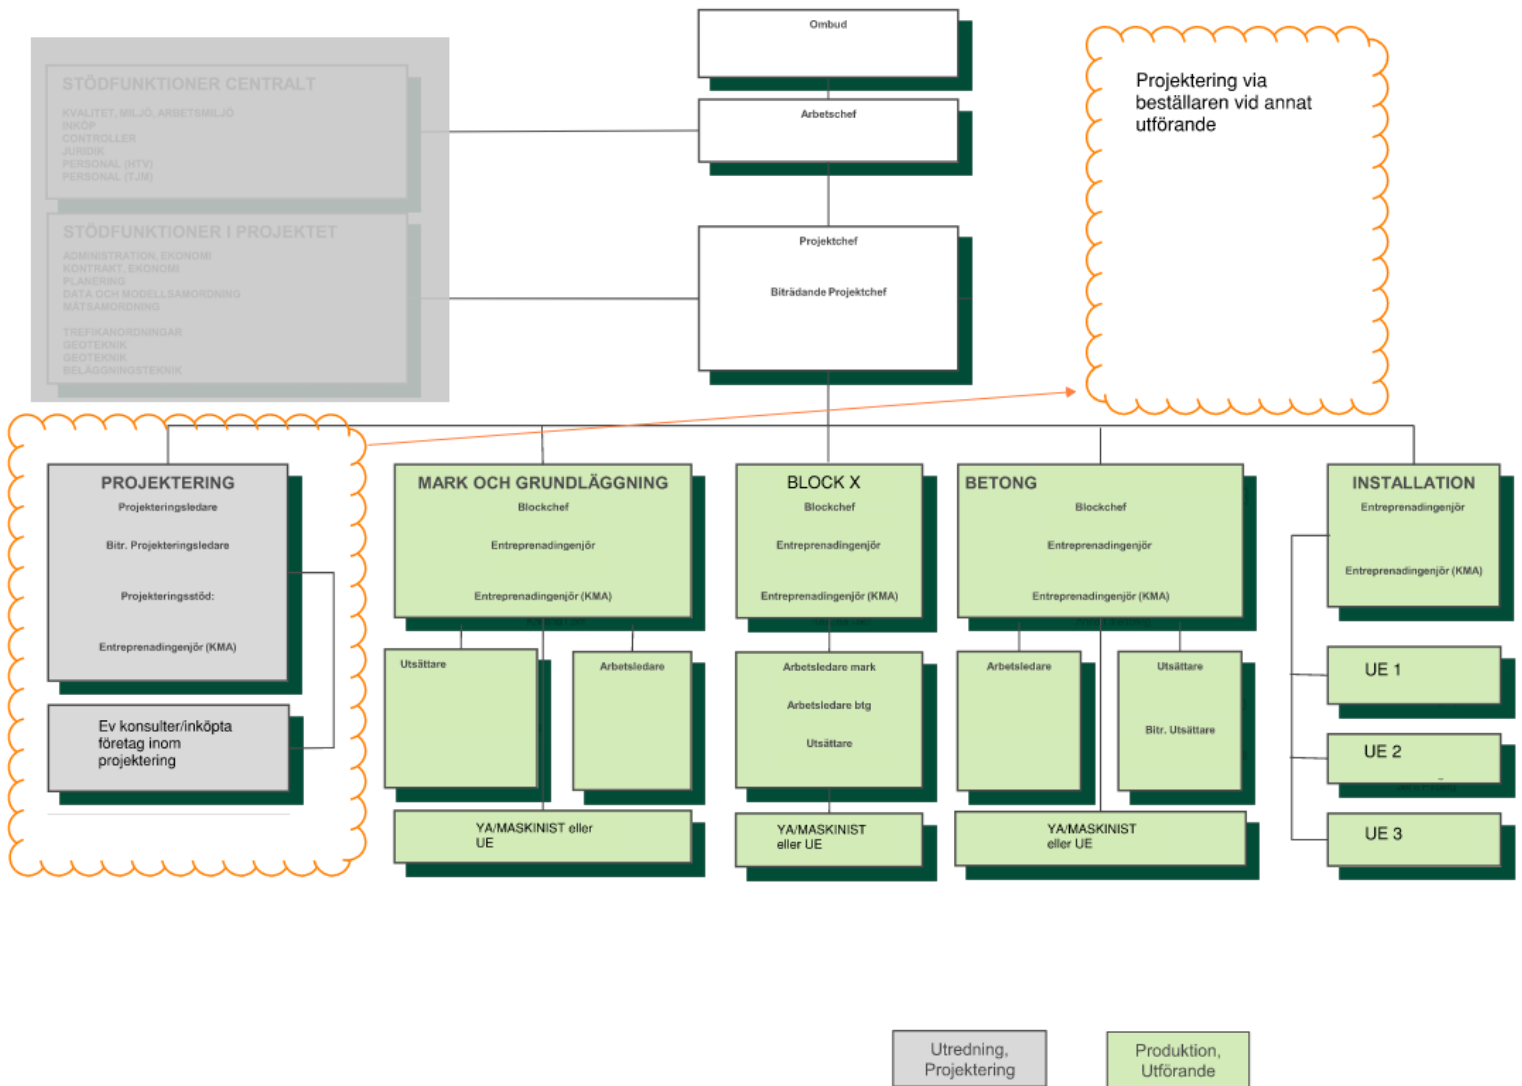 Ombud
Arbetschef
Projektchef
Biträdande Projektchef
STÖDFUNKTIONER CENTRALT
KVALITET, MILJÖ, ARBETSMILJÖ
INKÖP
CONTROLLER
JURIDIK
PERSONAL (HTV)
PERSONAL (TJM)
STÖDFUNKTIONER I PROJEKTET
ADMINISTRATION, EKONOMI
KONTRAKT, EKONOMI
PLANERING
DATA OCH MODELLSAMORDNING
MÄTSAMORDNING
TREFIKANORDNINGAR
GEOTEKNIK
GEOTEKNIK
BELÄGGNINGSTEKNIK
Projektering via
beställaren vid annat
utförande
PROJEKTERING
Projekteringsledare
Bitr. Projekteringsledare
Projekteringsstöd:
Entreprenadingenjör (KMA)
Ev konsulter/inköpta
företag inom
projektering
MARK OCH GRUNDLÄGGNING
Blockchef
Entreprenadingenjör
Entreprenadingenjör (KMA)
Utsättare
Arbetsledare
YA/MASKINIST eller
UE
BLOCK X
Blockchef
Entreprenadingenjör
Entreprenadingenjör (KMA)
Arbetsledare mark
Arbetsledare btg
Utsättare
YA/MASKINIST
eller UE
BETONG
Blockchef
Entreprenadingenjör
Entreprenadingenjör (KMA)
Arbetsledare
Utsättare
Bitr. Utsättare
YA/MASKINIST
eller UE
INSTALLATION
Entreprenadingenjör
Entreprenadingenjör (KMA)
UE 1
UE 2
UE 3
Utredning,
Projektering
Produktion,
Utförande